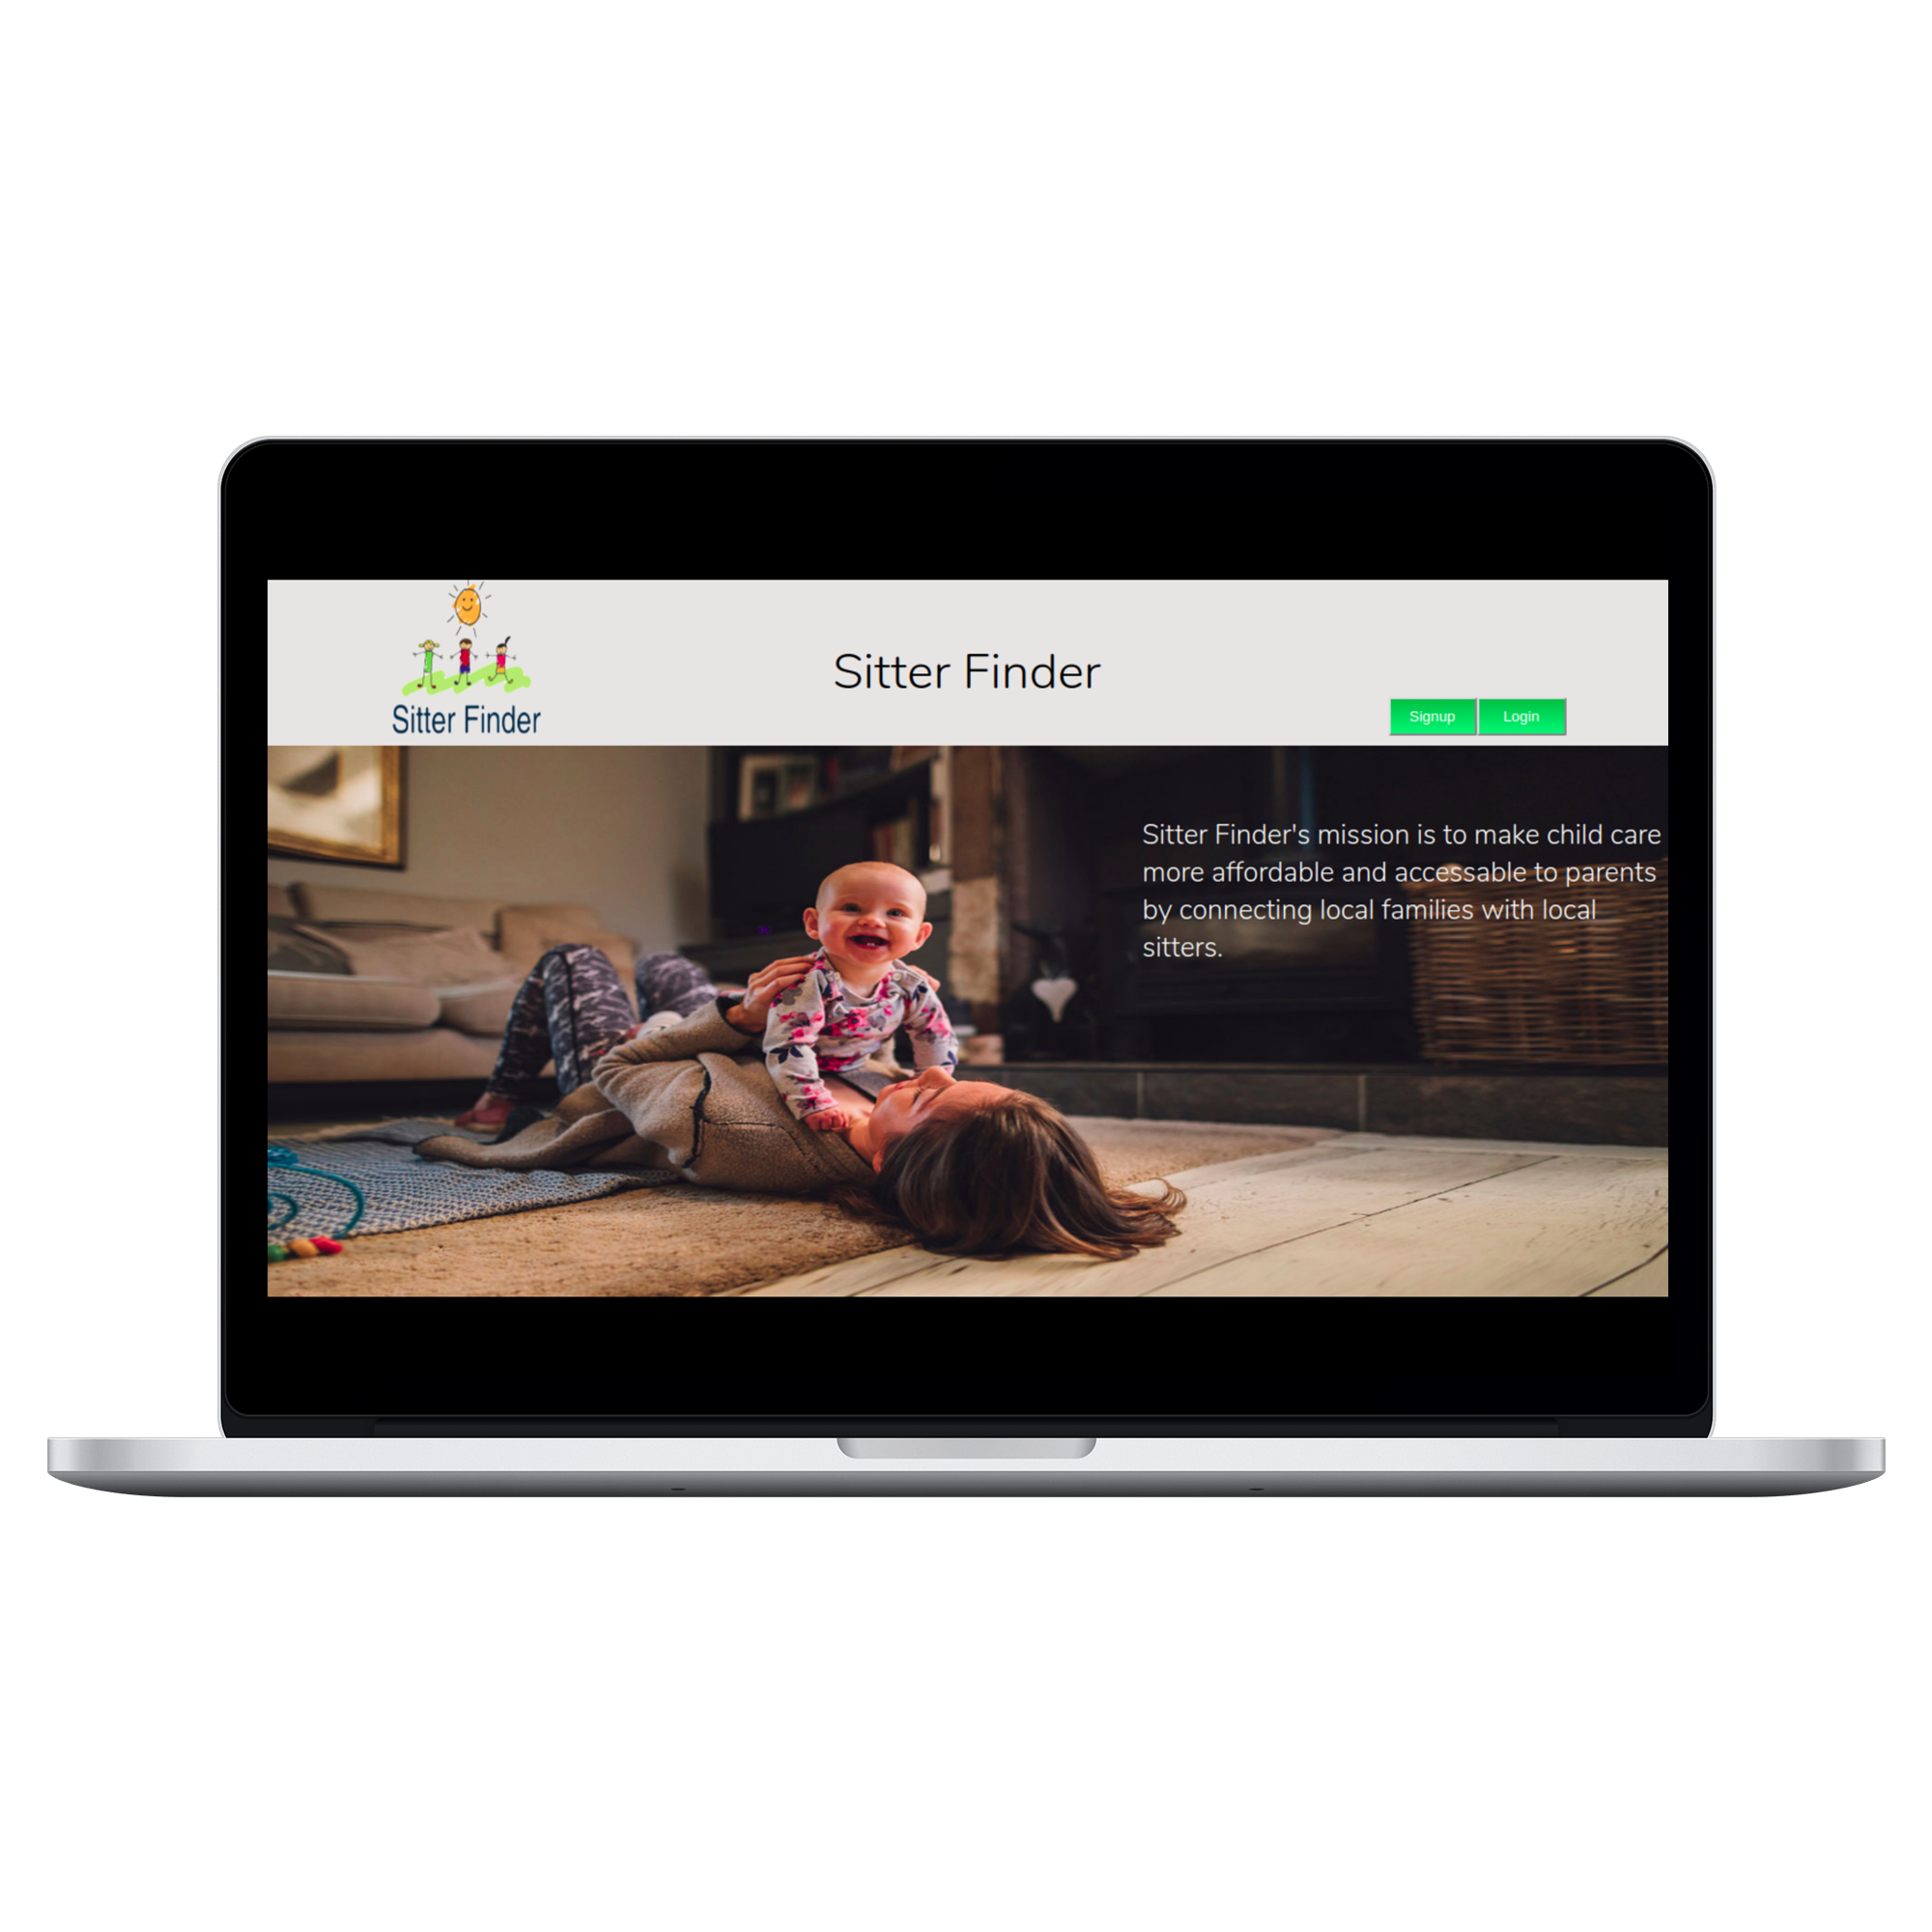 Sitter Finder
Sitter Finder
Signup
Login
Sitter Finder's mission is to make child care
more affordable and accessable to parents
by connecting local families with local
sitters.